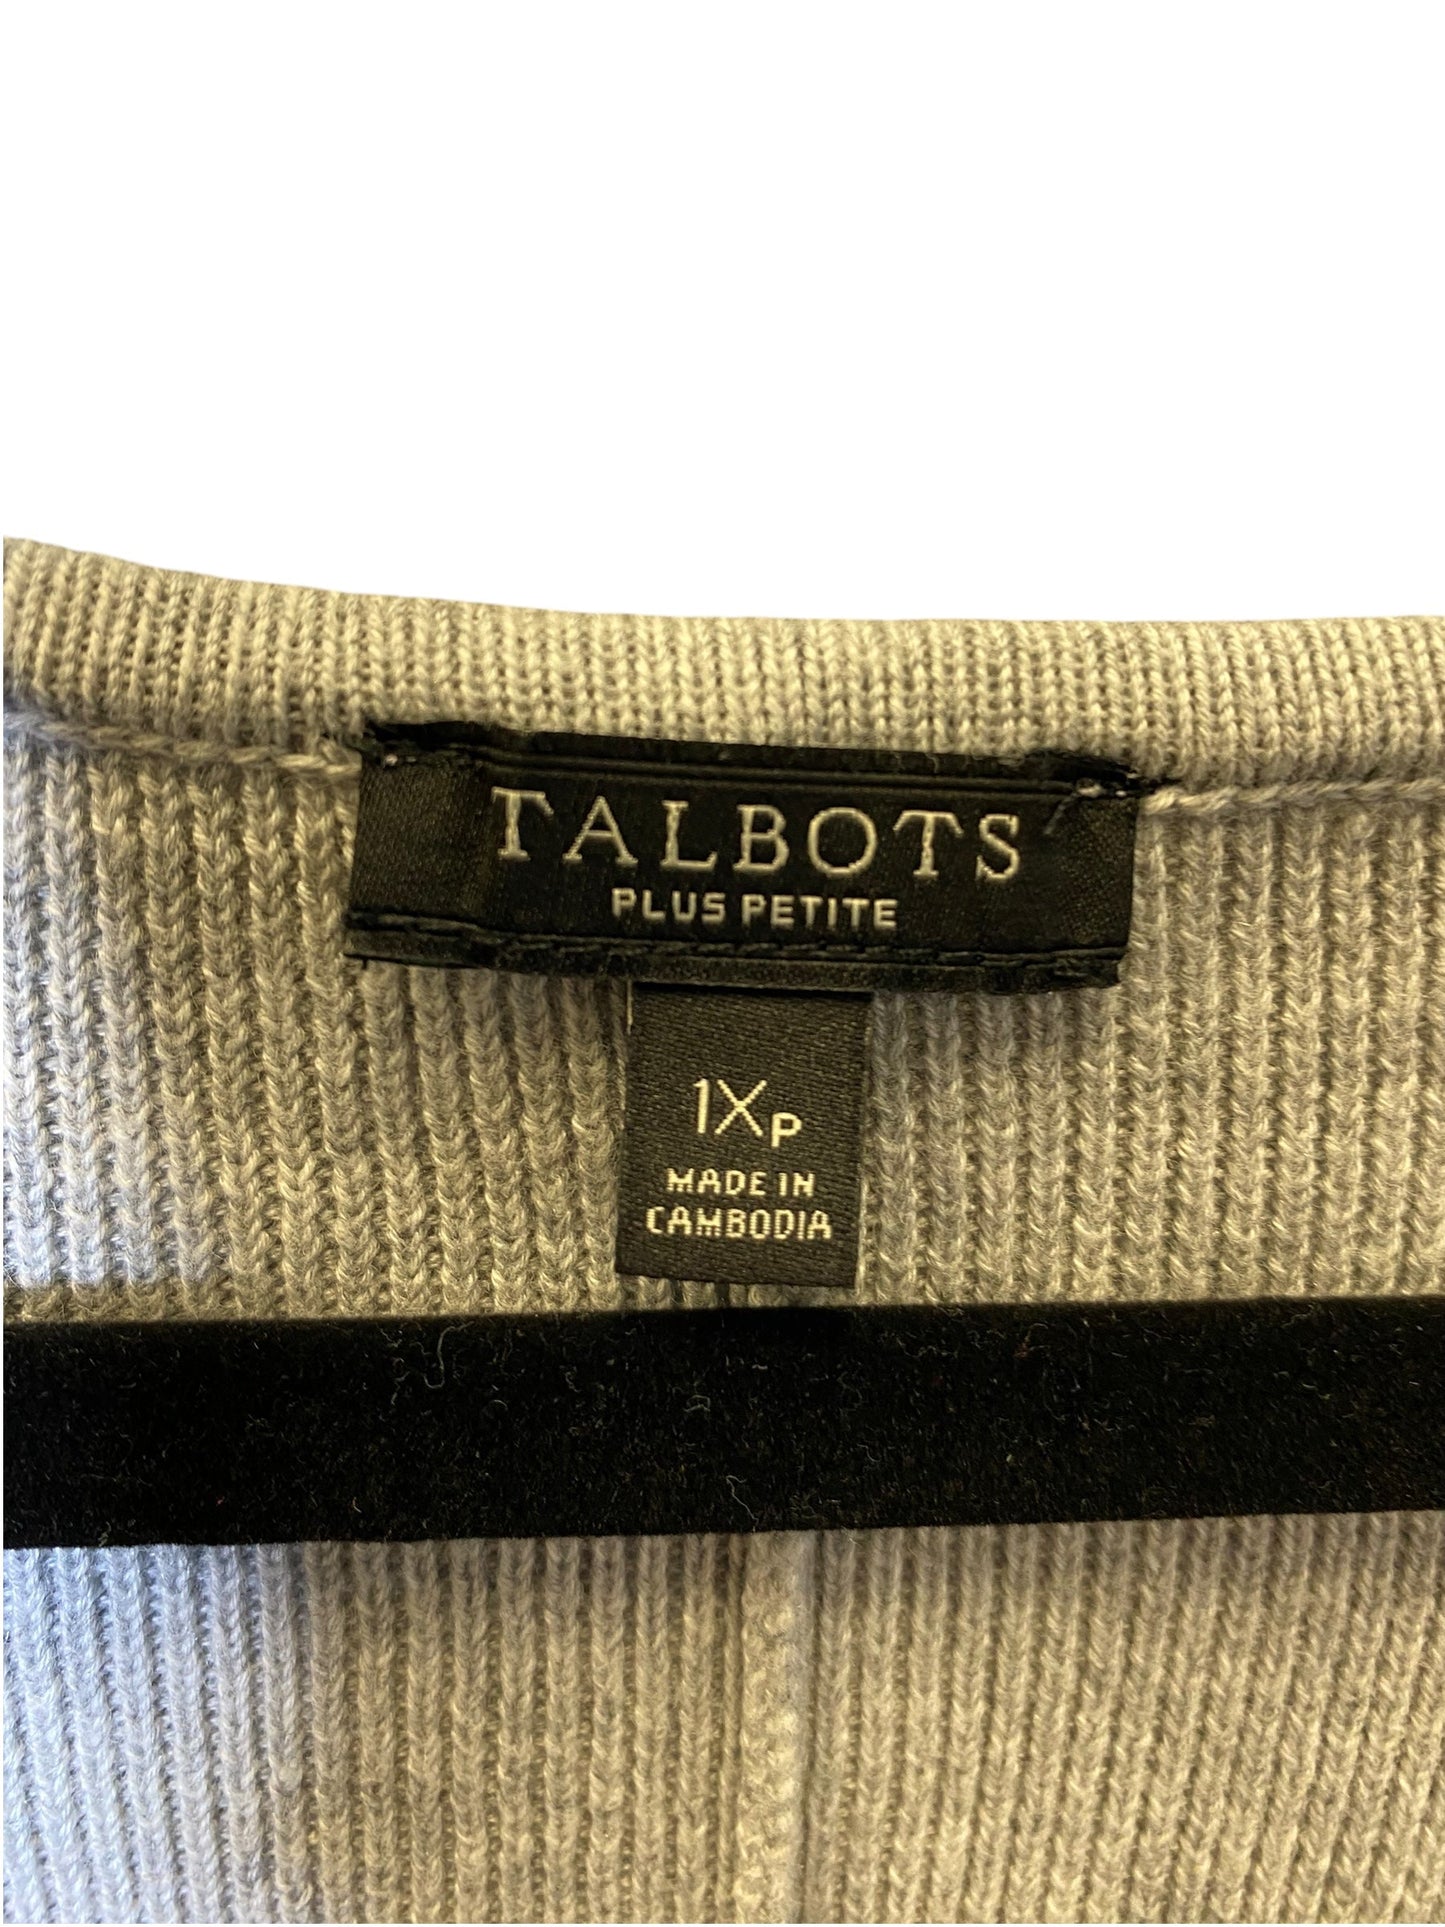 TALBOTS
PLUS PETITE
1XP
MADE IN
CAMBODIA